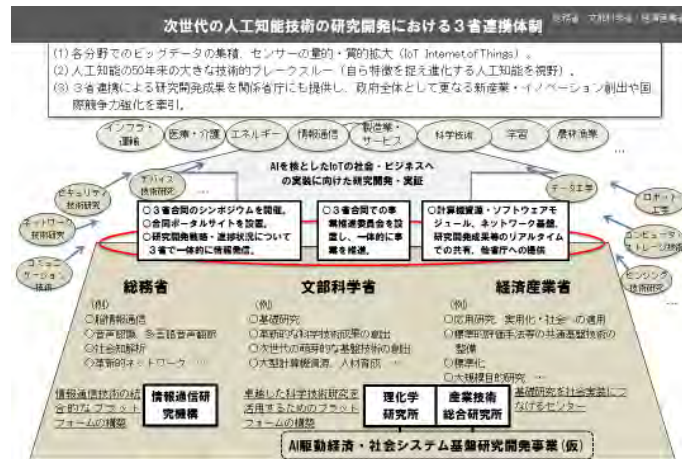 次世代の人工知能技術の研究開発における3省連携体制
総務省 文部科学省 経済産業省
(1) 各分野でのビッグデータの集積、センサーの量的・質的拡大（IoT Internet of Things）。
(2) 人工知能の50年来の大きな技術的ブレークスルー（自ら特徴を捉え進化する人工知能を視野）。
(3) 3省連携による研究開発成果を関係省庁にも提供し、政府全体として更なる新産業・イノベーション創出や国
際競争力強化を牽引。
インフラ・
運輸
医療・介護
エネルギー
情報通信
製造業・
サービス
科学技術
学習
農林漁業
…
AIを核としたIoTの社会・ビジネスへ
の実装に向けた研究開発・実証
デバイス
技術研究
…
セキュリティ
技術研究
ネットワーク
技術研究
コミュニ
ケーション
技術
データ工学
ロボット
工学
コンピュータ・
ストレージ技術
センシング
技術研究
…
○3省合同のシンポジウムを開催。
○合同ポータルサイトを設置。
○研究開発戦略・進捗状況について
3省で一体的に情報発信。
○3省合同での事
業推進委員会を設
置し、一体的に事
業を推進。
○計算機資源・ソフトウェアモ
ジュール、ネットワーク基盤、
研究開発成果等のリアルタイム
での共有、他省庁への提供
総務省
(例)
○脳情報通信
○音声認識、多言語音声翻訳
○社会知解析
○革新的ネットワーク …
情報通信技術の統
合的なプラット
フォームの構築
情報通信研
究機構
文部科学省
(例)
○基礎研究
○革新的な科学技術成果の創出
○次世代の萌芽的な基盤技術の創出
○大型計算機資源、人材育成 …
卓越した科学技術研究を
活用するためのプラット
フォームの構築
理化学
研究所
経済産業省
(例)
○応用研究、実用化・社会への適用
○標準的評価手法等の共通基盤技術の
整備
○標準化
○大規模目的研究 …
産業技術
総合研究所
基礎研究を社会実装につ
なげるセンター
AI駆動経済・社会システム基盤研究開発事業(仮)